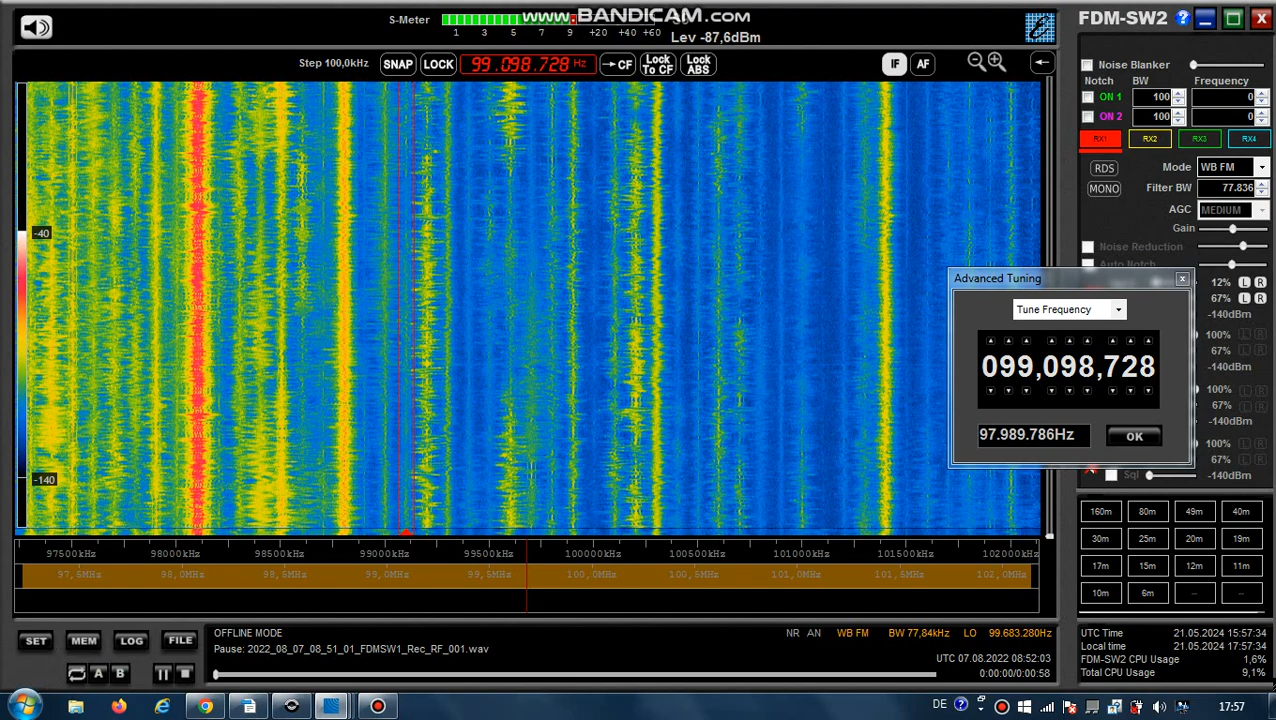 www.BANDICAM.com
S-Meter
1 3 5 7 9 +20 +40 +60
Lev -87,6dBm
FDM-SW2
Step 100,0kHz SNAP LOCK 99.098.728 Hz →CF Lock To CF Lock ABS IF AF
Noise Blanker
Notch BW Frequency
ON 1 100 0
ON 2 100 0
RX1 RX2 RX3 RX4
RDS Mode WB FM
MONO Filter BW 77.836
AGC MEDIUM
Gain
Noise Reduction
Auto Notch
-40
-140
Advanced Tuning
Tune Frequency
099,098,728
97.989.786Hz OK
12% L R
67% L R
-140dBm
100% L R
67% L R
-140dBm
100% L R
67% L R
-140dBm
100% L R
67% L R
Sql -140dBm
97500kHz 98000kHz 98500kHz 99000kHz 99500kHz 100000kHz 100500kHz 101000kHz 101500kHz 102000kHz
97,5MHz 98,0MHz 98,5MHz 99,0MHz 99,5MHz 100,0MHz 100,5MHz 101,0MHz 101,5MHz 102,0MHz
160m 80m 49m 40m
30m 25m 20m 19m
17m 15m 12m 11m
10m 6m -- --
SET MEM LOG FILE
A B
OFFLINE MODE NR AN WB FM BW 77,84kHz LO 99.683.280Hz
Pause: 2022_08_07_08_51_01_FDMSW1_Rec_RF_001.wav
UTC 07.08.2022 08:52:03
0:00:00/0:00:58
UTC Time 21.05.2024 15:57:34
Local time 21.05.2024 17:57:34
FDM-SW2 CPU Usage 1,6%
Total CPU Usage 9,1%
DE 17:57